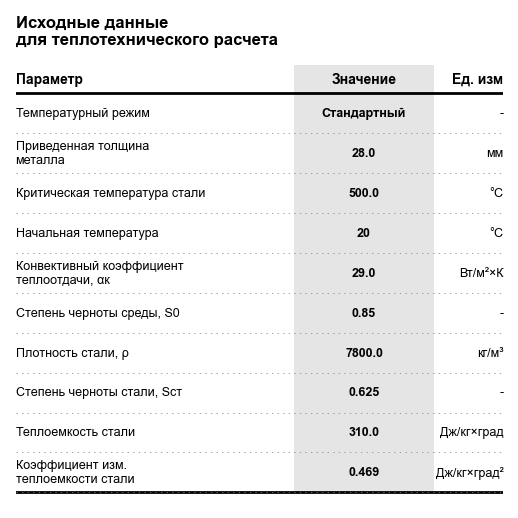 Исходные данные
для теплотехнического расчета
Параметр Значение Ед. изм
Температурный режим Стандартный -
Приведенная толщина
металла 28.0 мм
Критическая температура стали 500.0 °C
Начальная температура 20 °C
Конвективный коэффициент
теплоотдачи, αк 29.0 Вт/м²×К
Степень черноты среды, S0 0.85 -
Плотность стали, ρ 7800.0 кг/м³
Степень черноты стали, Sст 0.625 -
Теплоемкость стали 310.0 Дж/кг×град
Коэффициент изм.
теплоемкости стали 0.469 Дж/кг×град²